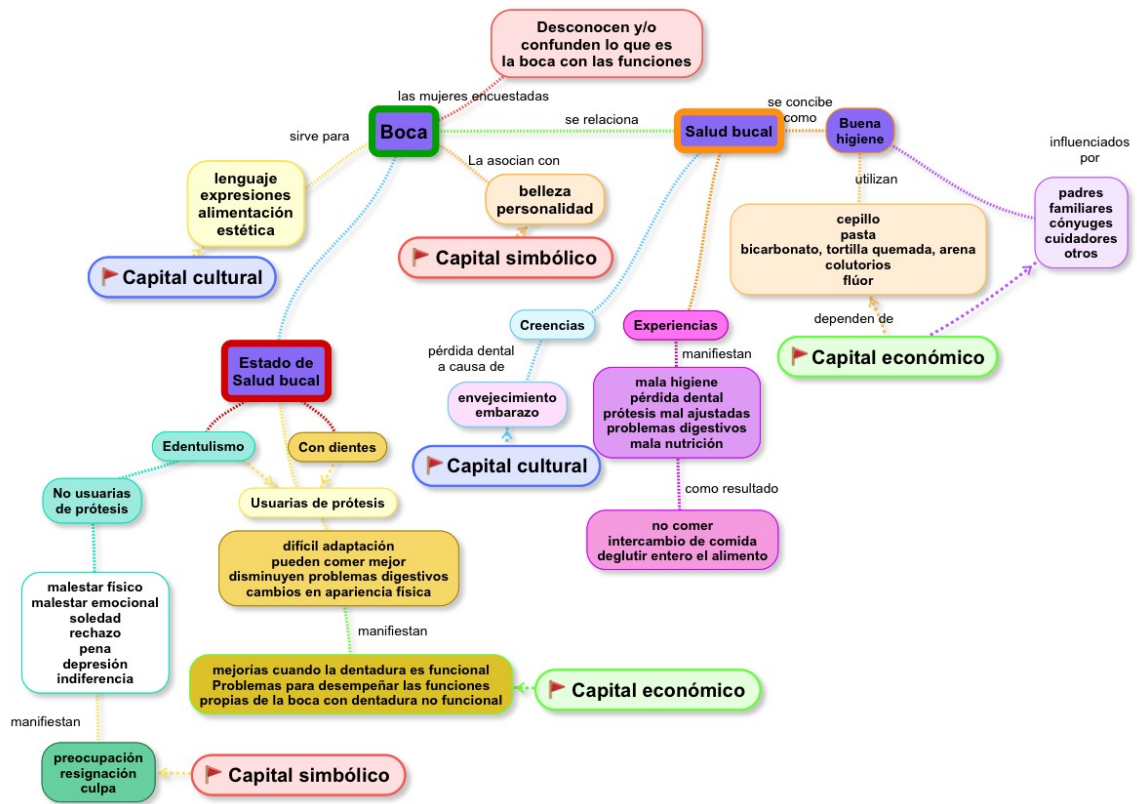 Desconocen y/o
confunden lo que es
la boca con las funciones
las mujeres encuestadas
Boca
sirve para
se relaciona
La asocian con
lenguaje
expresiones
alimentación
estética
Capital cultural
belleza
personalidad
Capital simbólico
Salud bucal
se concibe
como
Buena
higiene
utilizan
influenciados
por
padres
familiares
cónyuges
cuidadores
otros
cepillo
pasta
bicarbonato, tortilla quemada, arena
colutorios
flúor
dependen de
Capital económico
Creencias
pérdida dental
a causa de
envejecimiento
embarazo
Capital cultural
Experiencias
manifiestan
mala higiene
pérdida dental
prótesis mal ajustadas
problemas digestivos
mala nutrición
como resultado
no comer
intercambio de comida
deglutir entero el alimento
Estado de
Salud bucal
Edentulismo
Con dientes
No usuarias
de prótesis
Usuarias de prótesis
difícil adaptación
pueden comer mejor
disminuyen problemas digestivos
cambios en apariencia física
manifiestan
mejorías cuando la dentadura es funcional
Problemas para desempeñar las funciones
propias de la boca con dentadura no funcional
Capital económico
malestar físico
malestar emocional
soledad
rechazo
pena
depresión
indiferencia
manifiestan
preocupación
resignación
culpa
Capital simbólico